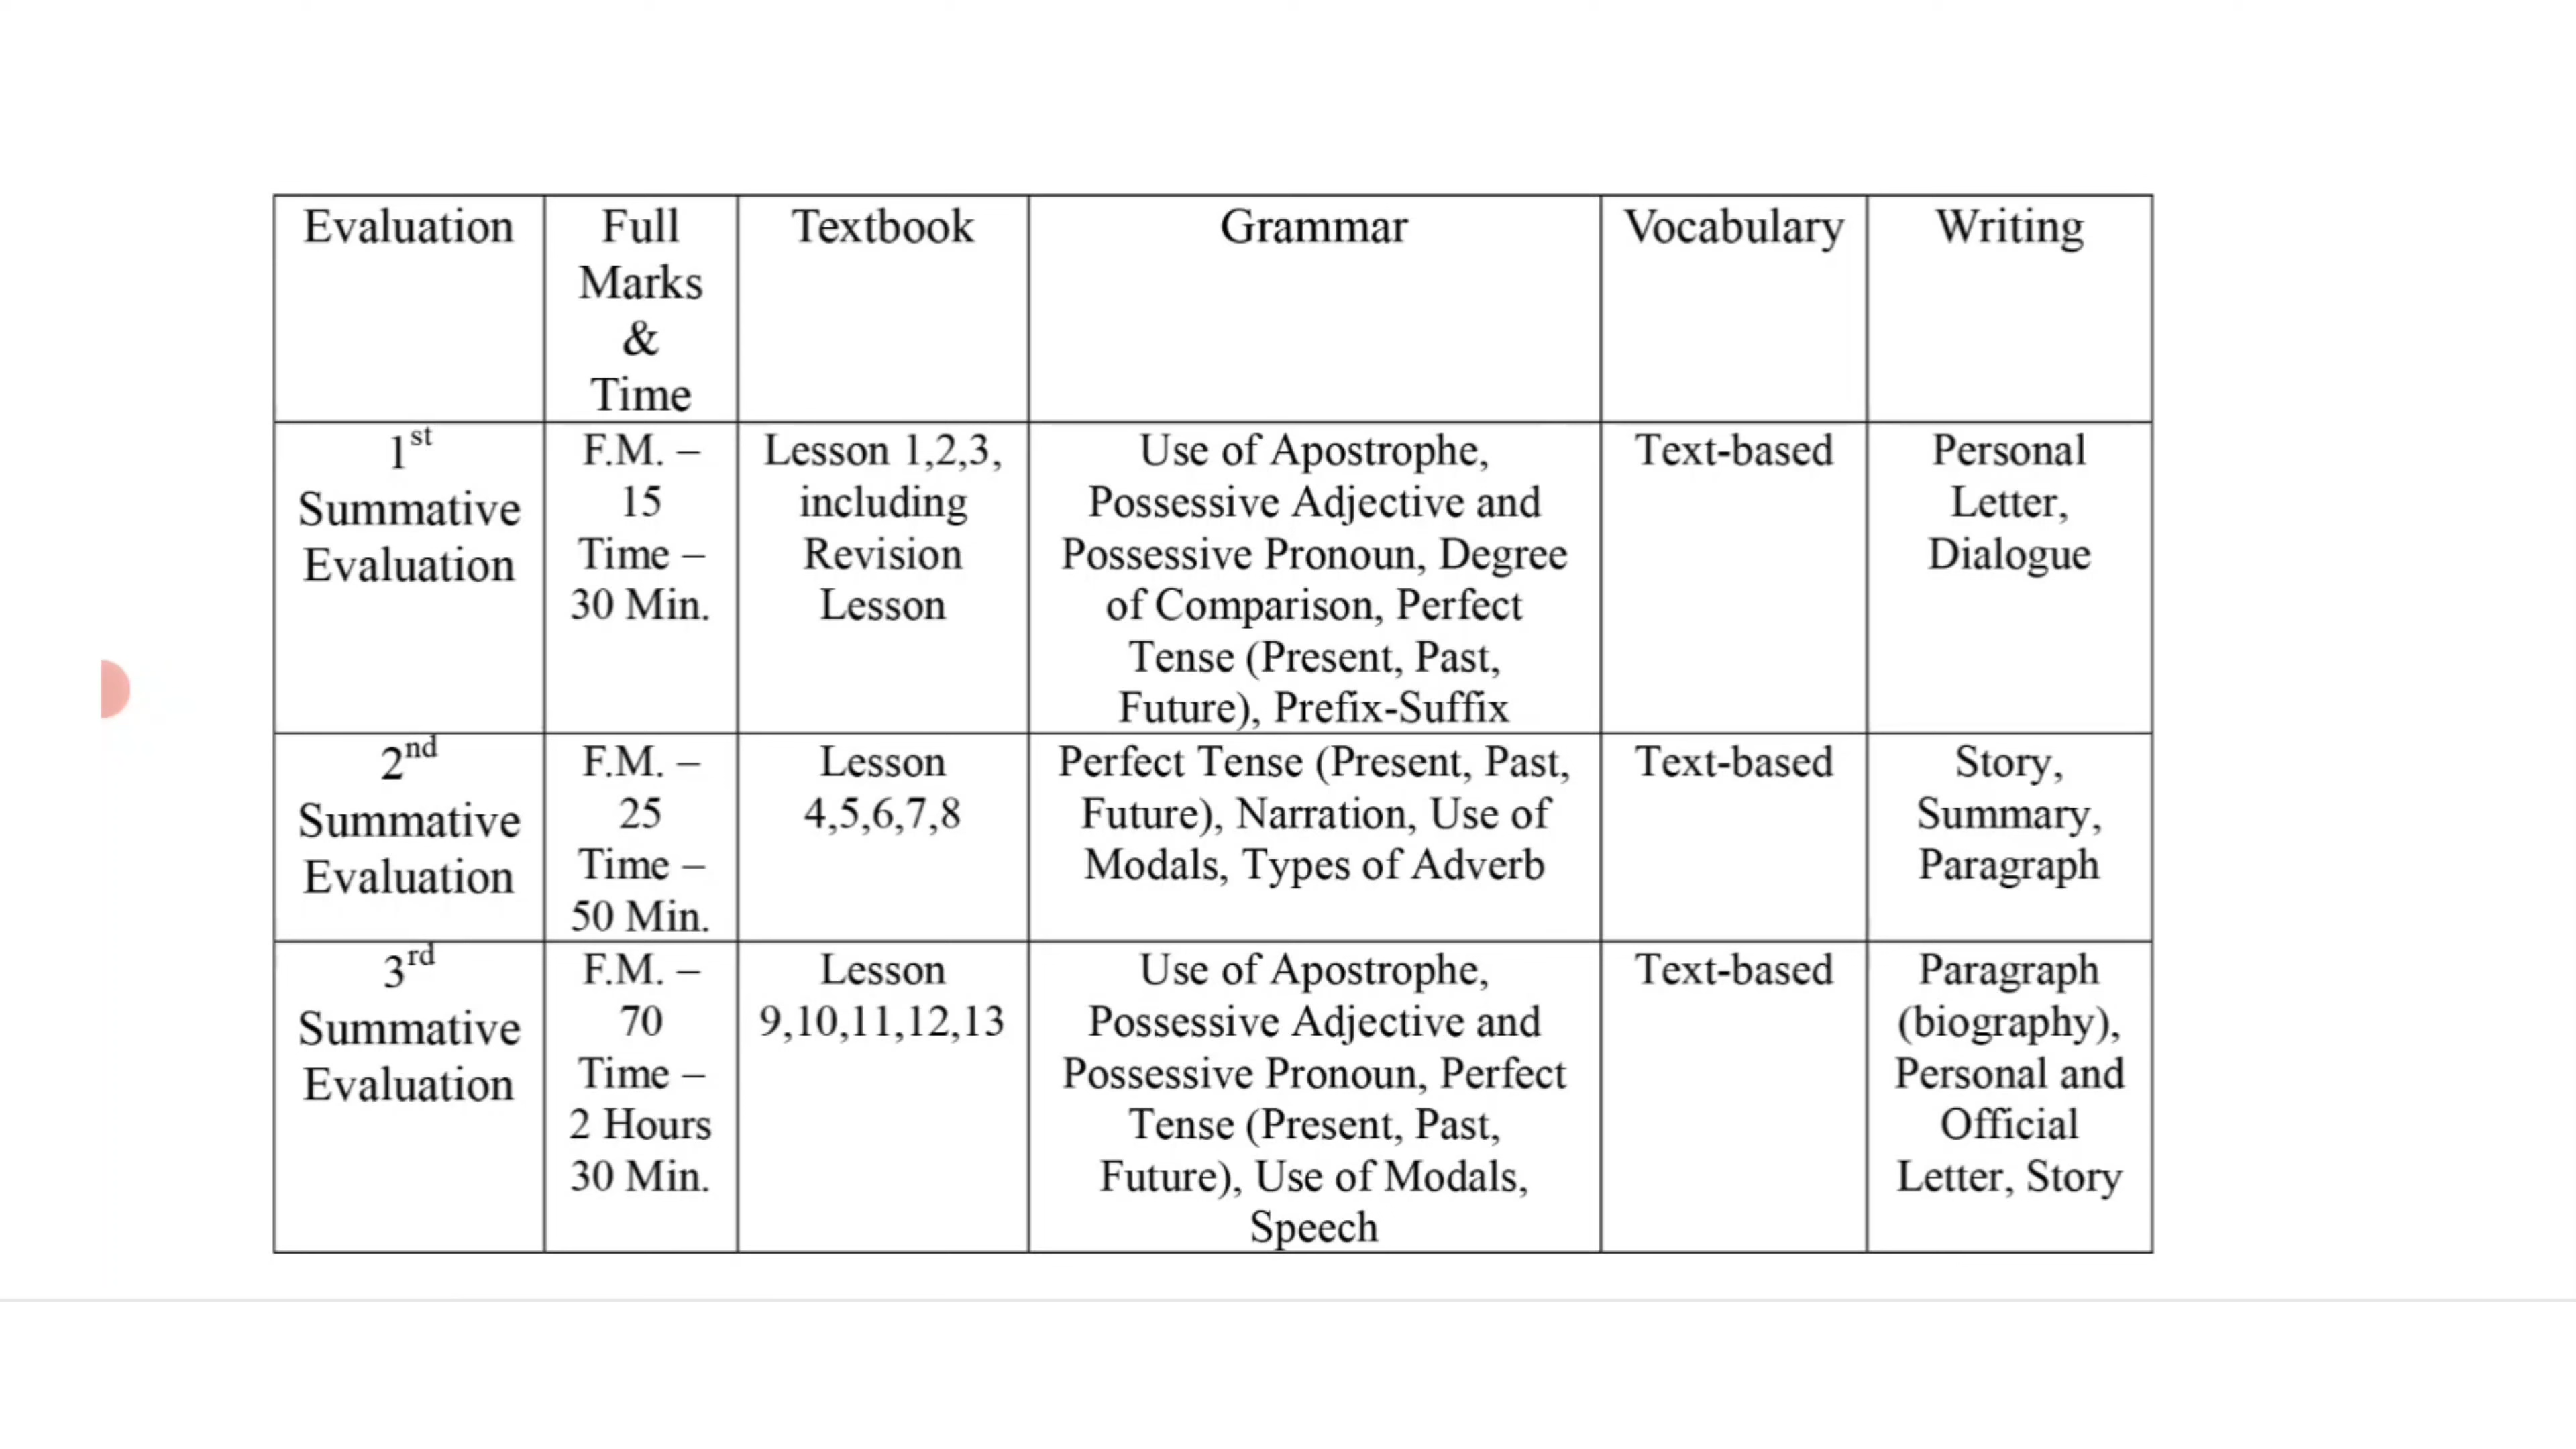 Evaluation
Full
Marks
&
Time
Textbook
Grammar
Vocabulary
Writing
1st
Summative
Evaluation
F.M. –
15
Time –
30 Min.
Lesson 1,2,3,
including
Revision
Lesson
Use of Apostrophe,
Possessive Adjective and
Possessive Pronoun, Degree
of Comparison, Perfect
Tense (Present, Past,
Future), Prefix-Suffix
Text-based
Personal
Letter,
Dialogue
2nd
Summative
Evaluation
F.M. –
25
Time –
50 Min.
Lesson
4,5,6,7,8
Perfect Tense (Present, Past,
Future), Narration, Use of
Modals, Types of Adverb
Text-based
Story,
Summary,
Paragraph
3rd
Summative
Evaluation
F.M. –
70
Time –
2 Hours
30 Min.
Lesson
9,10,11,12,13
Use of Apostrophe,
Possessive Adjective and
Possessive Pronoun, Perfect
Tense (Present, Past,
Future), Use of Modals,
Speech
Text-based
Paragraph
(biography),
Personal and
Official
Letter, Story